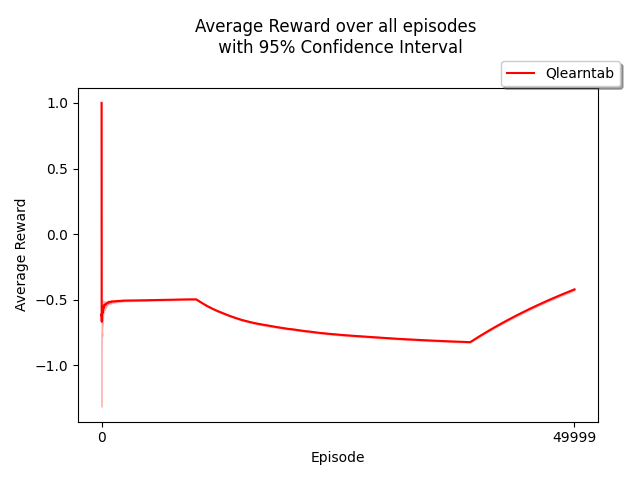 Average Reward over all episodes
with 95% Confidence Interval
Qlearntab
1.0
0.5
0.0
−0.5
−1.0
Average Reward
0
49999
Episode